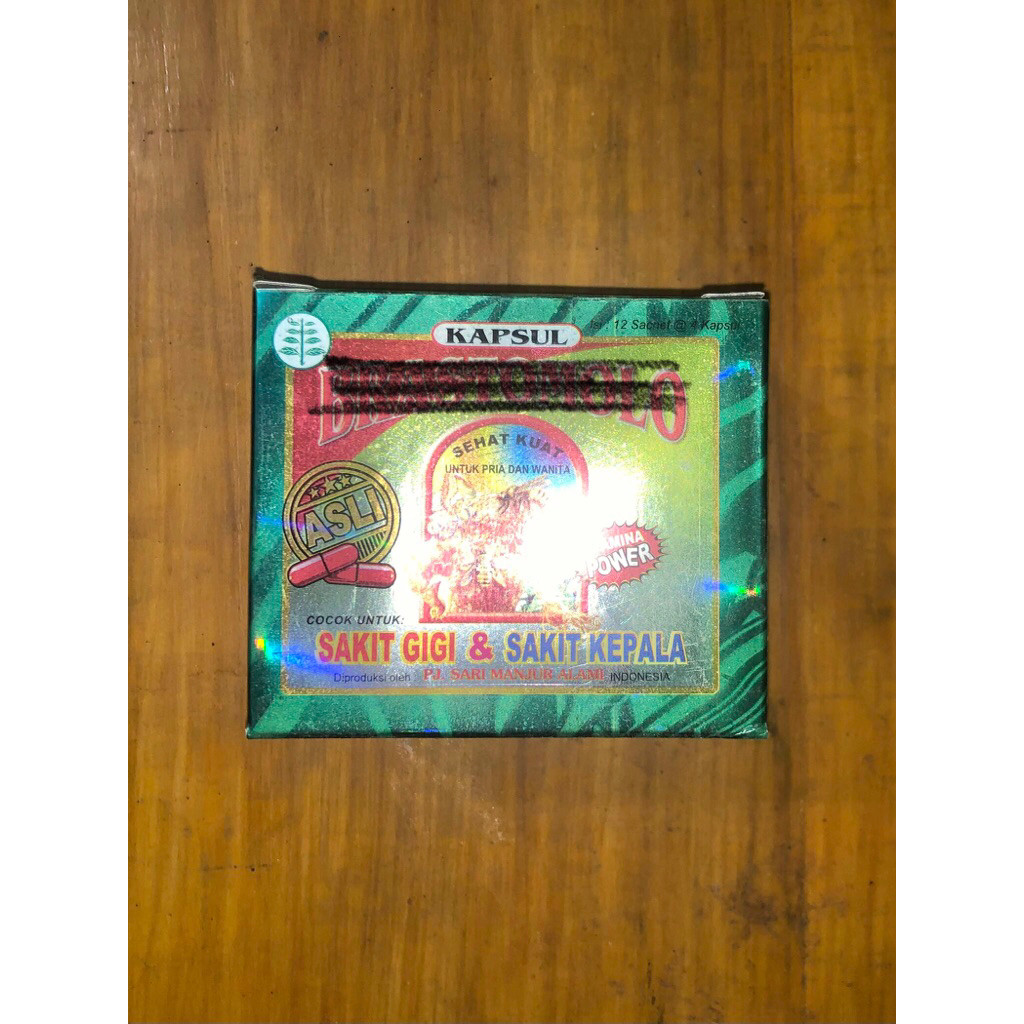 KAPSUL
Isi : 12 Sachet @ 4 Kapsul
SEHAT KUAT
UNTUK PRIA DAN WANITA
ASLI
POWER
COCOK UNTUK:
SAKIT GIGI & SAKIT KEPALA
Diproduksi oleh : PJ. SARI MANJUR ALAMI INDONESIA